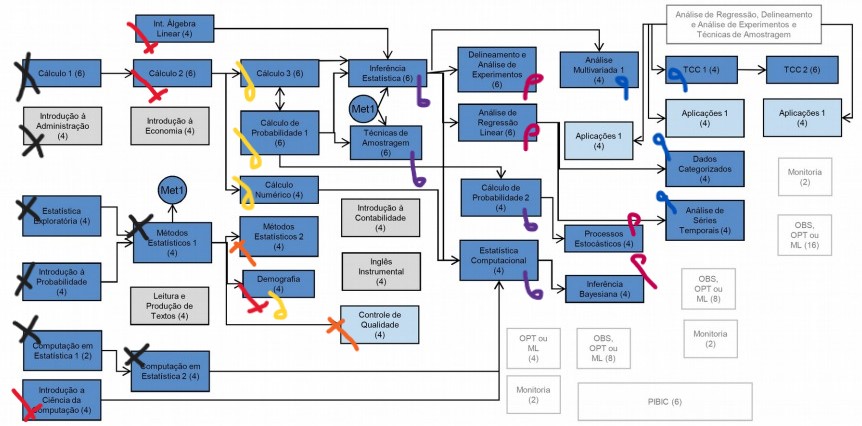 Int. Álgebra
Linear (4)
Análise de Regressão, Delineamento
e Análise de Experimentos e
Técnicas de Amostragem
Cálculo 1 (6)
Cálculo 2 (6)
Cálculo 3 (6)
Inferência
Estatística (6)
Delineamento e
Análise de
Experimentos
(6)
Análise
Multivariada 1
(4)
TCC 1 (4)
TCC 2 (6)
Introdução à
Administração
(4)
Introdução à
Economia (4)
Cálculo de
Probabilidade 1
(6)
Met1
Técnicas de
Amostragem
(6)
Análise de
Regressão
Linear (6)
Aplicações 1
(4)
Aplicações 1
(4)
Aplicações 1
(4)
Dados
Categorizados
(4)
Monitoria
(2)
Met1
Cálculo
Numérico (4)
Cálculo de
Probabilidade 2
(4)
Estatística
Exploratória (4)
Métodos
Estatísticos 1
(4)
Métodos
Estatísticos 2
(4)
Introdução à
Contabilidade
(4)
Processos
Estocásticos (4)
Análise de
Séries
Temporais (4)
OBS,
OPT ou
ML (16)
Introdução à
Probabilidade
(4)
Demografia
(4)
Inglês
Instrumental
(4)
Estatística
Computacional
(4)
Inferência
Bayesiana (4)
OBS,
OPT ou
ML (8)
Leitura e
Produção de
Textos (4)
Controle de
Qualidade
(4)
Computação em
Estatística 1 (2)
Computação em
Estatística 2 (4)
OPT ou
ML
(4)
OBS,
OPT ou
ML (8)
Monitoria
(2)
Introdução a
Ciência da
Computação (4)
Monitoria
(2)
PIBIC (6)